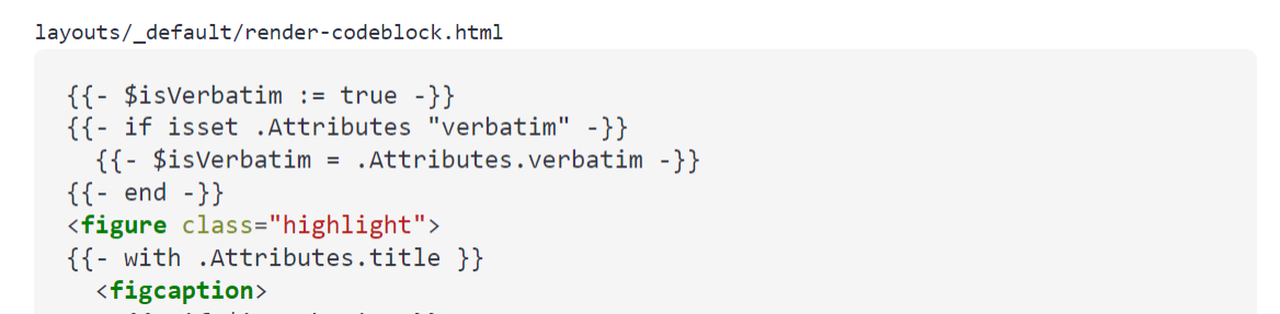 layouts/_default/render-codeblock.html
{{- $isVerbatim := true -}}
{{- if isset .Attributes "verbatim" -}}
{{- $isVerbatim = .Attributes.verbatim -}}
{{- end -}}
<figure class="highlight">
{{- with .Attributes.title }}
<figcaption>